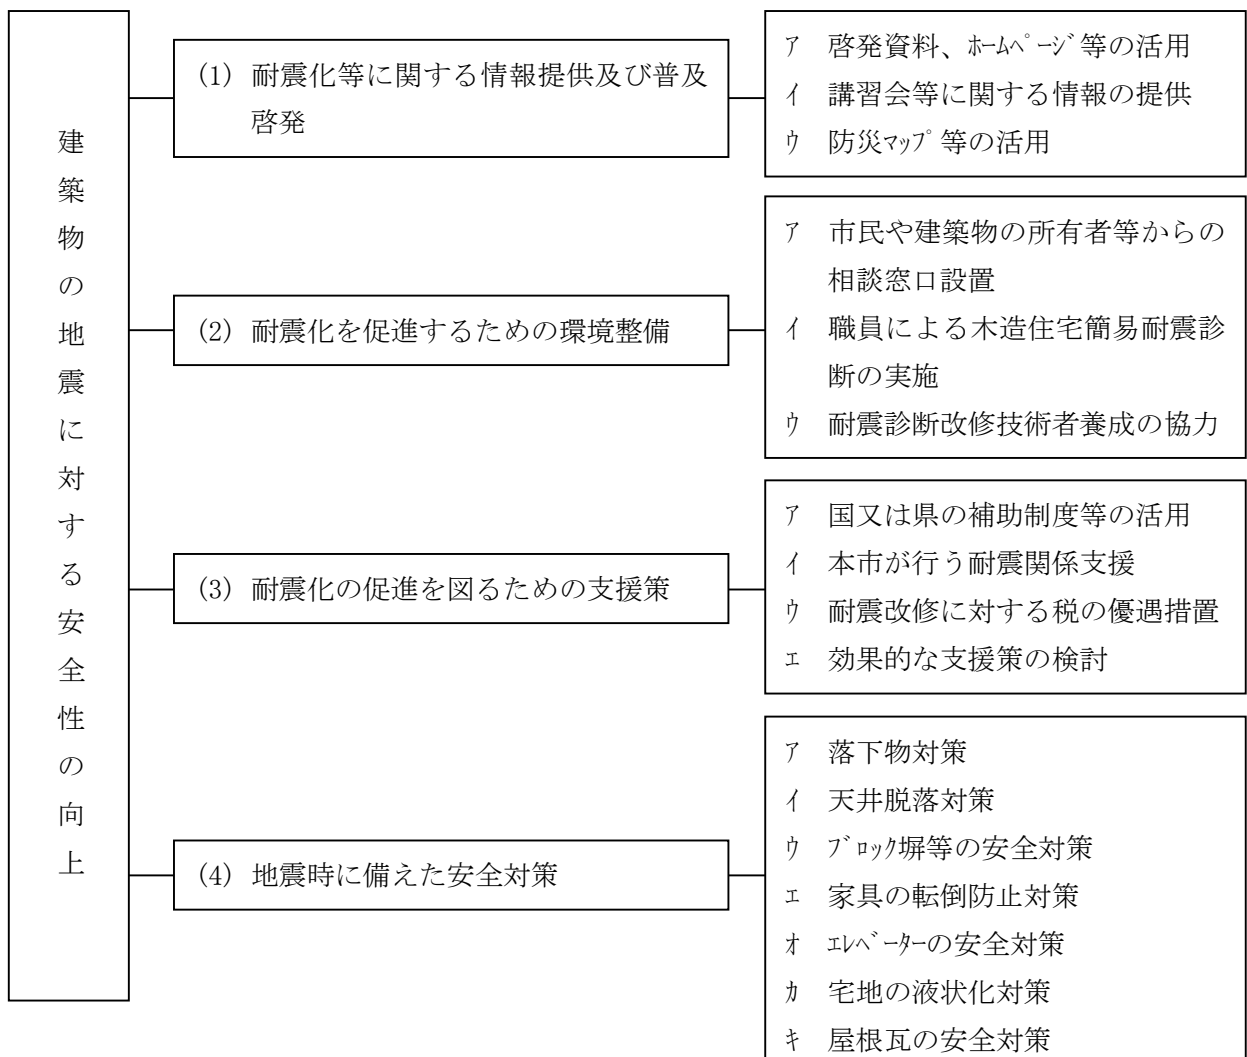 建築物の地震に対する安全性の向上
(1) 耐震化等に関する情報提供及び普及
啓発
ｱ 啓発資料、ﾎｰﾑﾍﾟｰｼﾞ等の活用
ｲ 講習会等に関する情報の提供
ｳ 防災ﾏｯﾌﾟ等の活用
(2) 耐震化を促進するための環境整備
ｱ 市民や建築物の所有者等からの
相談窓口設置
ｲ 職員による木造住宅簡易耐震診
断の実施
ｳ 耐震診断改修技術者養成の協力
(3) 耐震化の促進を図るための支援策
ｱ 国又は県の補助制度等の活用
ｲ 本市が行う耐震関係支援
ｳ 耐震改修に対する税の優遇措置
ｴ 効果的な支援策の検討
(4) 地震時に備えた安全対策
ｱ 落下物対策
ｲ 天井脱落対策
ｳ ﾌﾞﾛｯｸ塀等の安全対策
ｴ 家具の転倒防止対策
ｵ ｴﾚﾍﾞｰﾀｰの安全対策
ｶ 宅地の液状化対策
ｷ 屋根瓦の安全対策